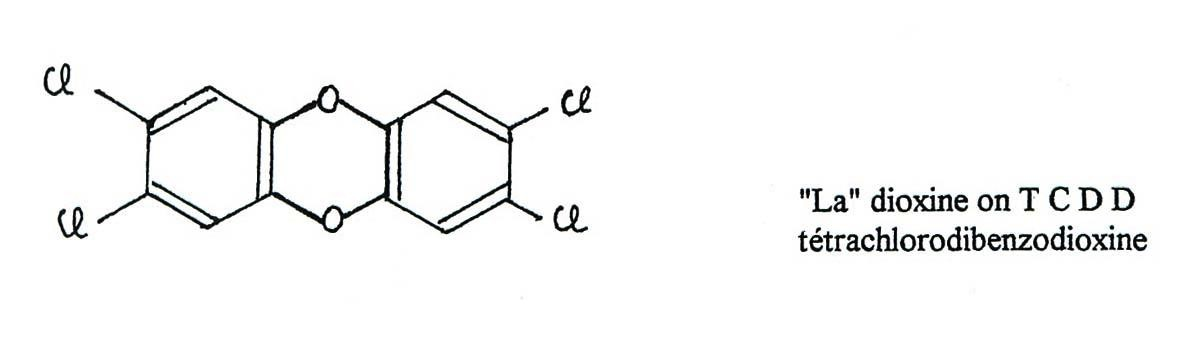 Cl
O
Cl
Cl
O
Cl
"La" dioxine on T C D D
tétrachlorodibenzodioxine